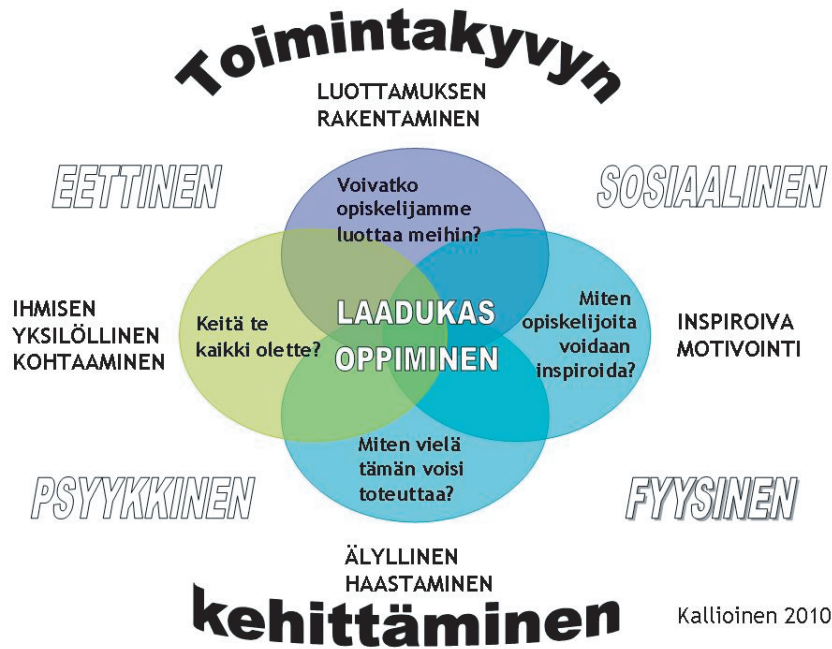 Toimintakyvyn
LUOTTAMUKSEN
RAKENTAMINEN
EETTINEN
SOSIAALINEN
Voivatko
opiskelijamme
luottaa meihin?
IHMISEN
YKSILÖLLINEN
KOHTAAMINEN
Keitä te
kaikki olette?
LAADUKAS
OPPIMINEN
Miten
opiskelijoita
voidaan
inspiroida?
INSPIROIVA
MOTIVOINTI
Miten vielä
tämän voisi
toteuttaa?
PSYYKKINEN
FYYSINEN
ÄLYLLINEN
HAASTAMINEN
kehittäminen
Kallioinen 2010